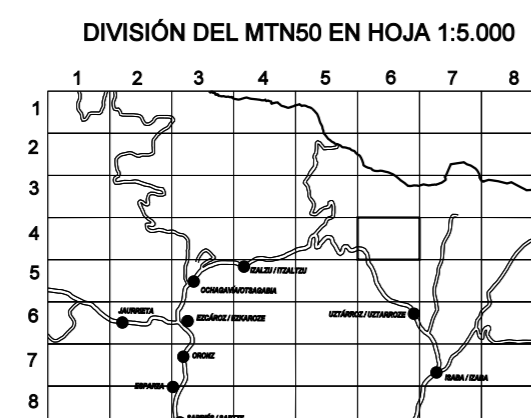 DIVISIÓN DEL MTN50 EN HOJA 1:5.000
1 2 3 4 5 6 7 8
1
2
3
4
5
IZALZU / ITZALTZU
OCHAGAVÍA/OTSAGABIA
6
JAURRIETA
EZCÁROZ / EZKAROZE
UZTÁRROZ / UZTARROZE
7
ORONZ
ISABA / IZABA
8
ESPARZA